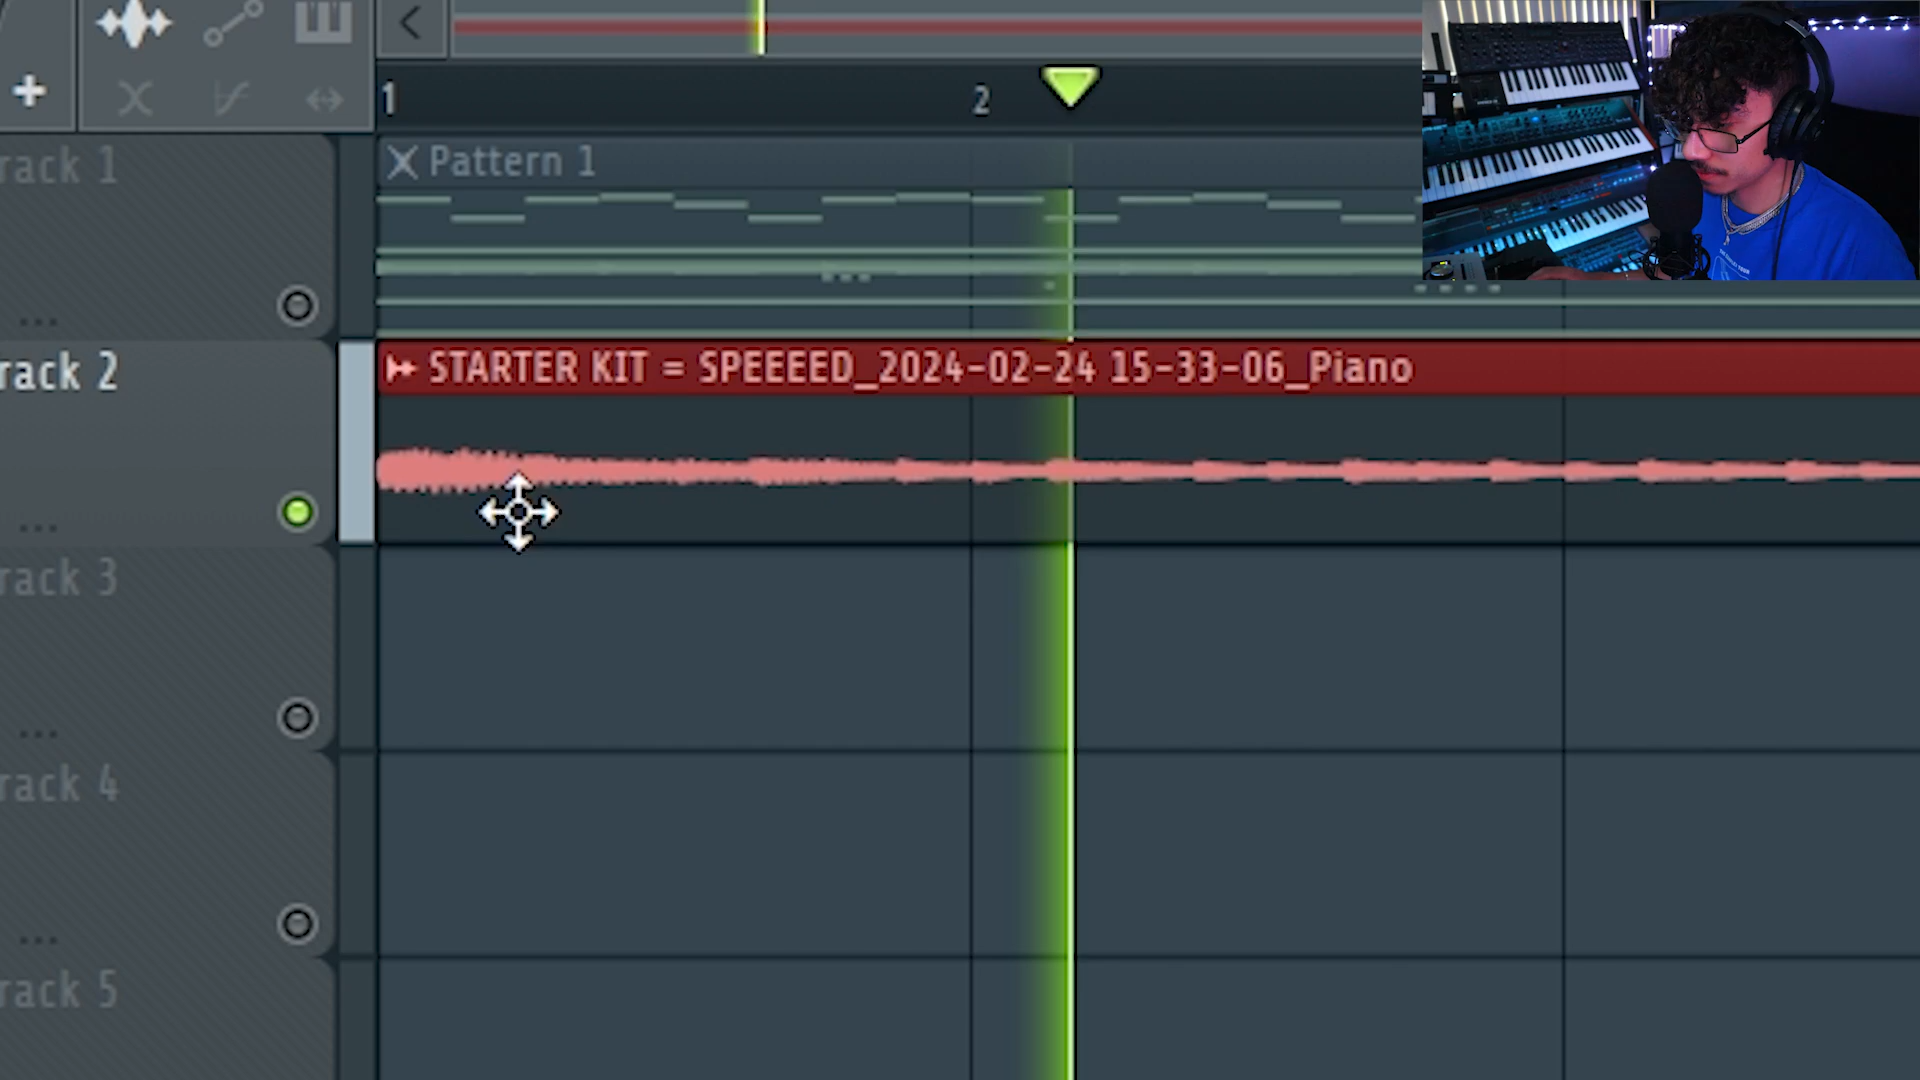 1
2
rack 1
Pattern 1
...
rack 2
STARTER KIT = SPEEEED_2024-02-24 15-33-06_Piano
...
rack 3
...
rack 4
...
rack 5